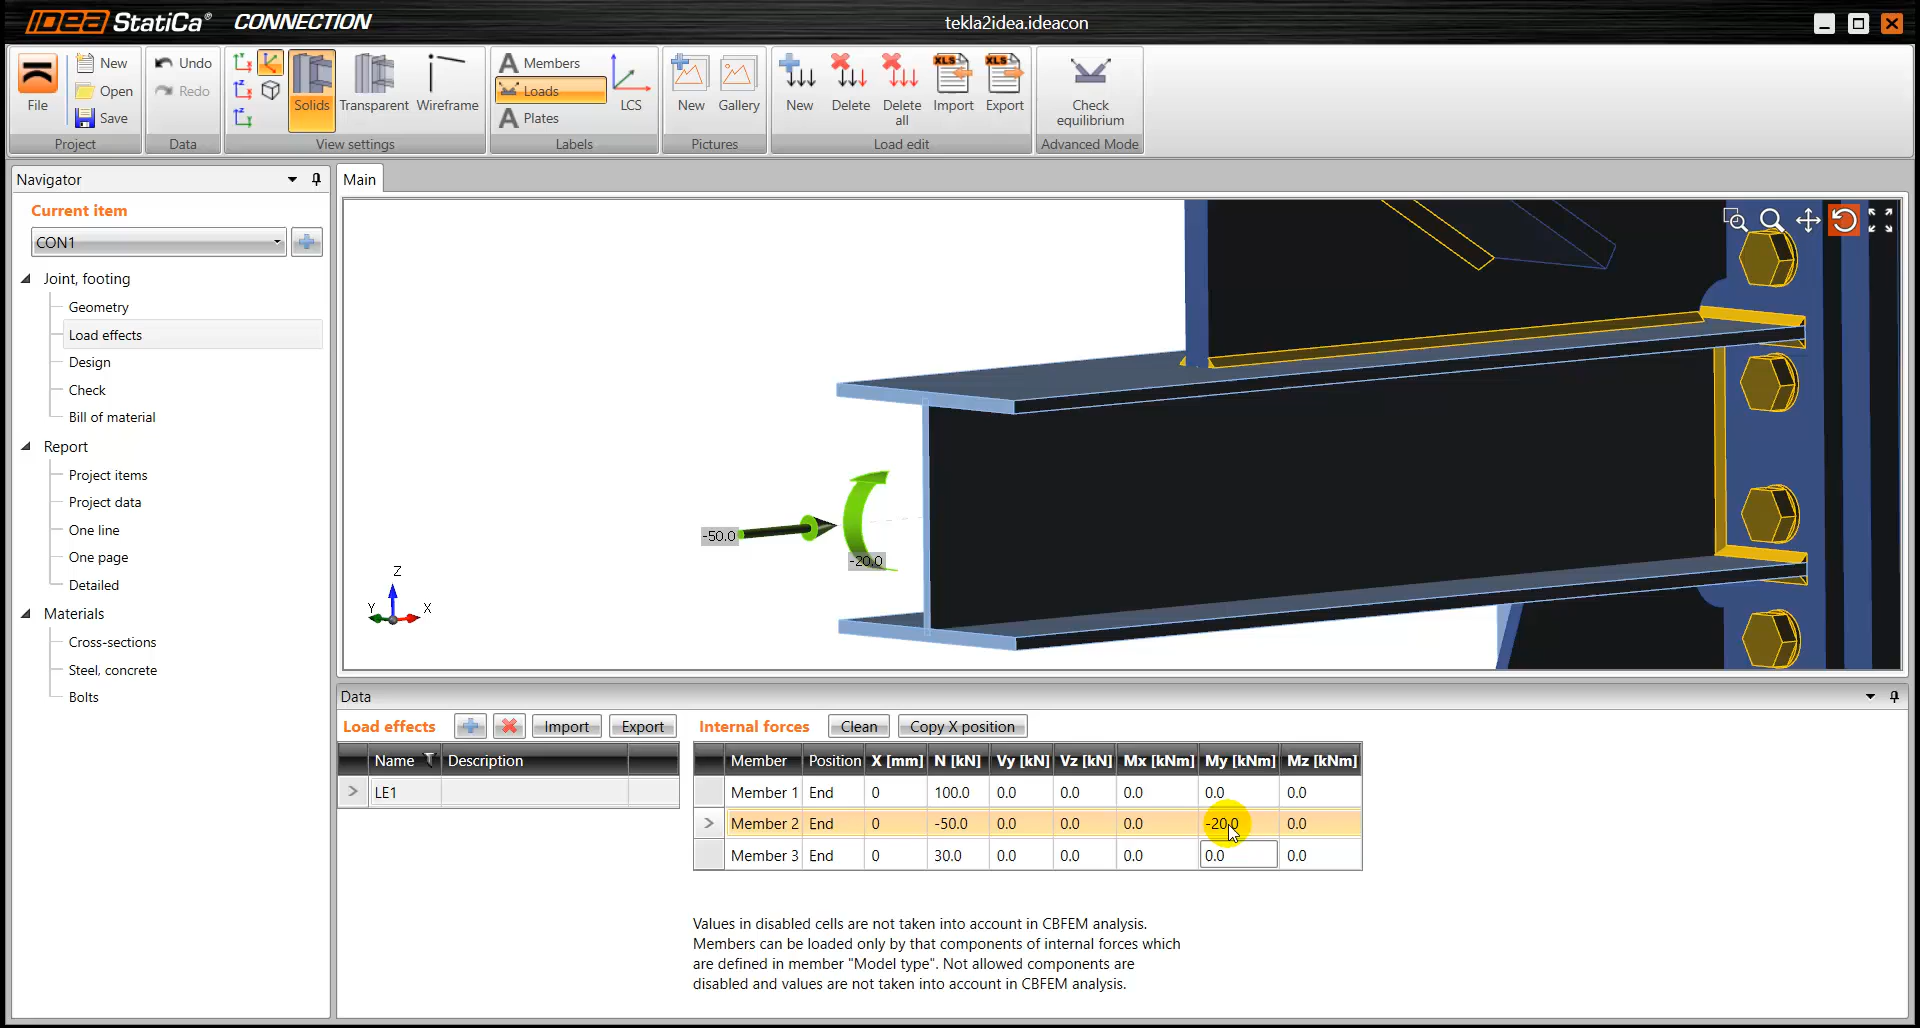 IDEA StatiCa® CONNECTION
tekla2idea.ideacon
File
New
Open
Save
Project
Undo
Redo
Data
Solids
Transparent
Wireframe
View settings
Members
Loads
Plates
LCS
Labels
New
Gallery
Pictures
New
Delete
Delete all
XLS Import
XLS Export
Load edit
Check equilibrium
Advanced Mode
Navigator
Current item
CON1
Joint, footing
Geometry
Load effects
Design
Check
Bill of material
Report
Project items
Project data
One line
One page
Detailed
Materials
Cross-sections
Steel, concrete
Bolts
Main
-50.0
-20.0
Z
Y X
Data
Load effects Import Export
Name Description
LE1
Internal forces Clean Copy X position
Member Position X [mm] N [kN] Vy [kN] Vz [kN] Mx [kNm] My [kNm] Mz [kNm]
Member 1 End 0 100.0 0.0 0.0 0.0 0.0 0.0
Member 2 End 0 -50.0 0.0 0.0 0.0 -20.0 0.0
Member 3 End 0 30.0 0.0 0.0 0.0 0.0 0.0
Values in disabled cells are not taken into account in CBFEM analysis.
Members can be loaded only by that components of internal forces which
are defined in member "Model type". Not allowed components are
disabled and values are not taken into account in CBFEM analysis.